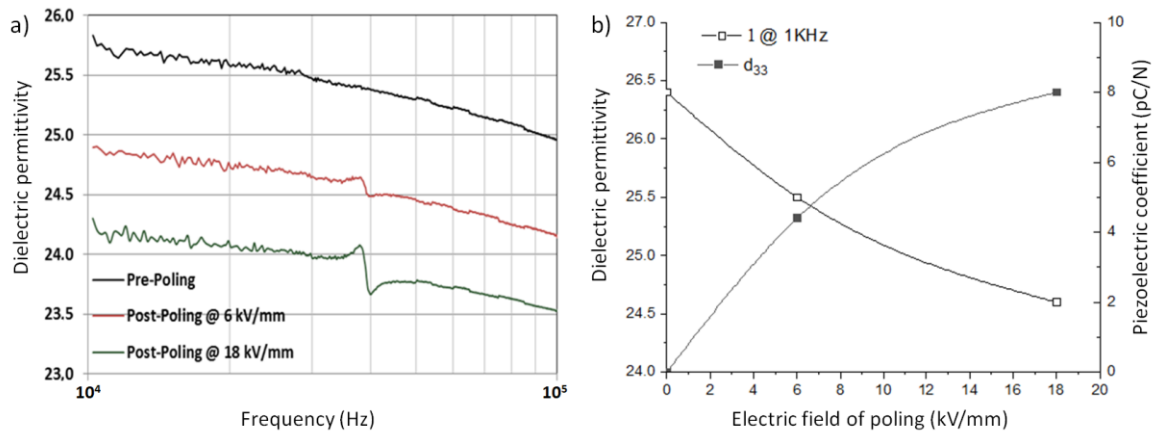 a)
26.0
25.5
25.0
24.5
24.0
23.5
23.0
Dielectric permittivity
Pre-Poling
Post-Poling @ 6 kV/mm
Post-Poling @ 18 kV/mm
10⁴
10⁵
Frequency (Hz)
b)
27.0
26.5
26.0
25.5
25.0
24.5
24.0
Dielectric permittivity
1 @ 1KHz
d₃₃
10
8
6
4
2
0
Piezoelectric coefficient (pC/N)
0 2 4 6 8 10 12 14 16 18 20
Electric field of poling (kV/mm)